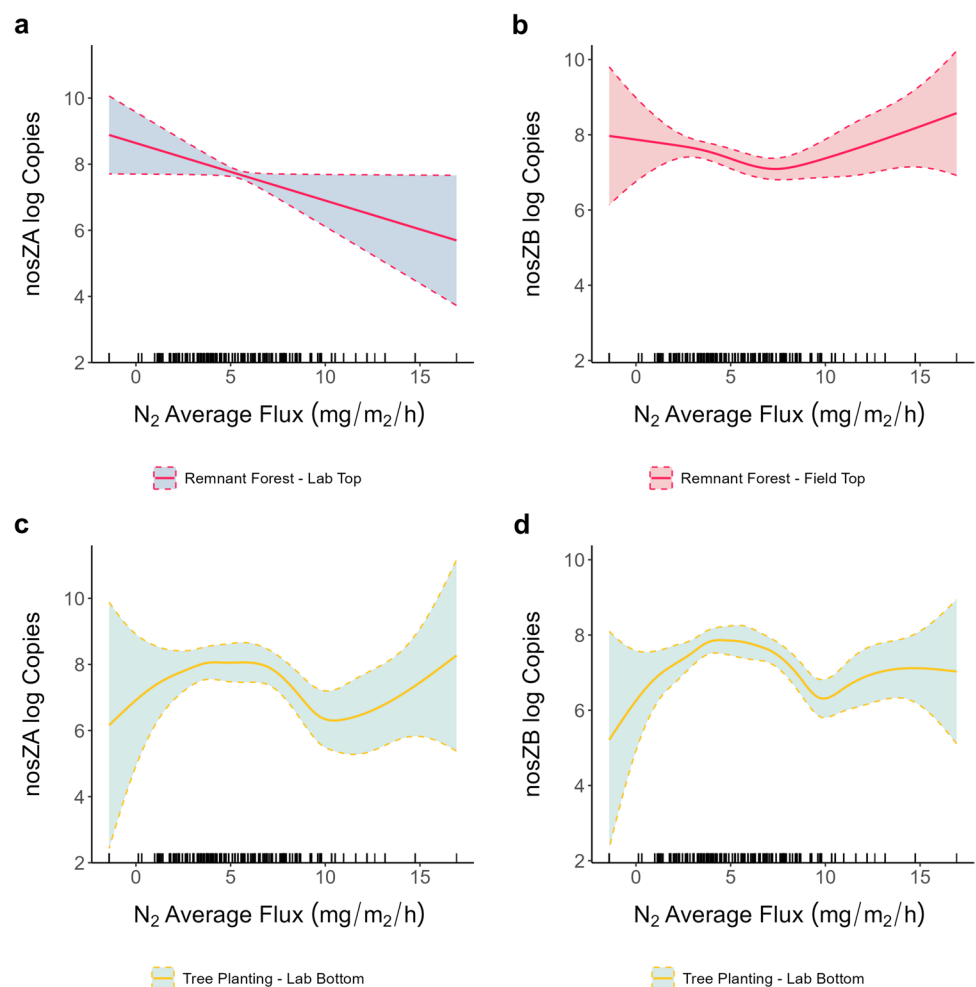 a
10
8
6
4
2
nosZA log Copies
0 5 10 15
N₂ Average Flux (mg/m₂/h)
Remnant Forest - Lab Top
b
10
8
6
4
2
nosZB log Copies
0 5 10 15
N₂ Average Flux (mg/m₂/h)
Remnant Forest - Field Top
c
10
8
6
4
2
nosZA log Copies
0 5 10 15
N₂ Average Flux (mg/m₂/h)
Tree Planting - Lab Bottom
d
10
8
6
4
2
nosZB log Copies
0 5 10 15
N₂ Average Flux (mg/m₂/h)
Tree Planting - Lab Bottom